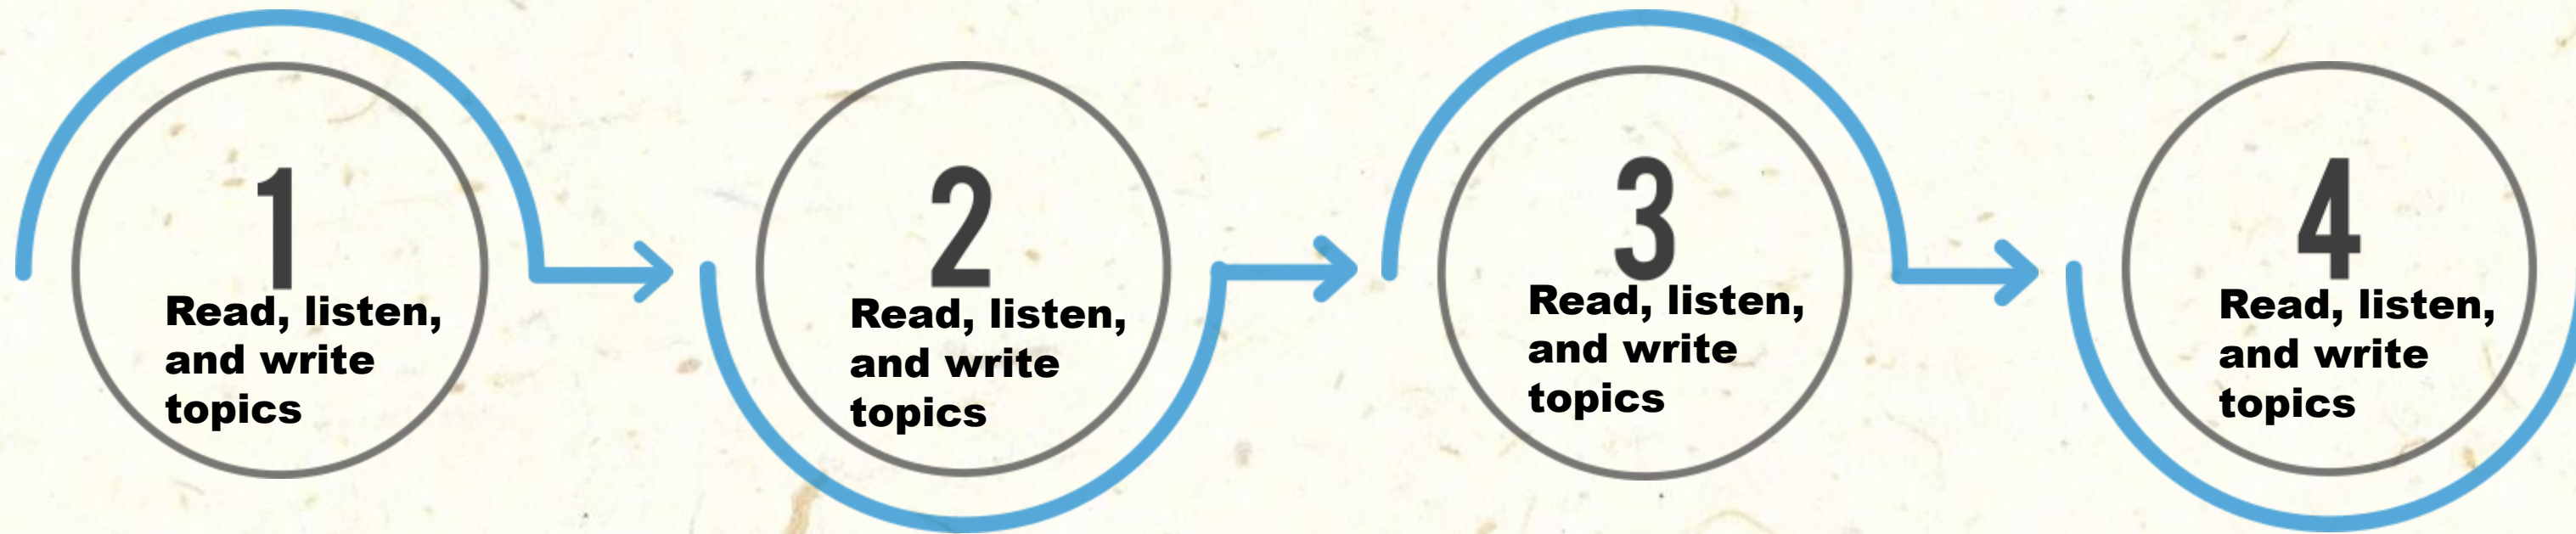 1
Read, listen,
and write
topics
2
Read, listen,
and write
topics
3
Read, listen,
and write
topics
4
Read, listen,
and write
topics